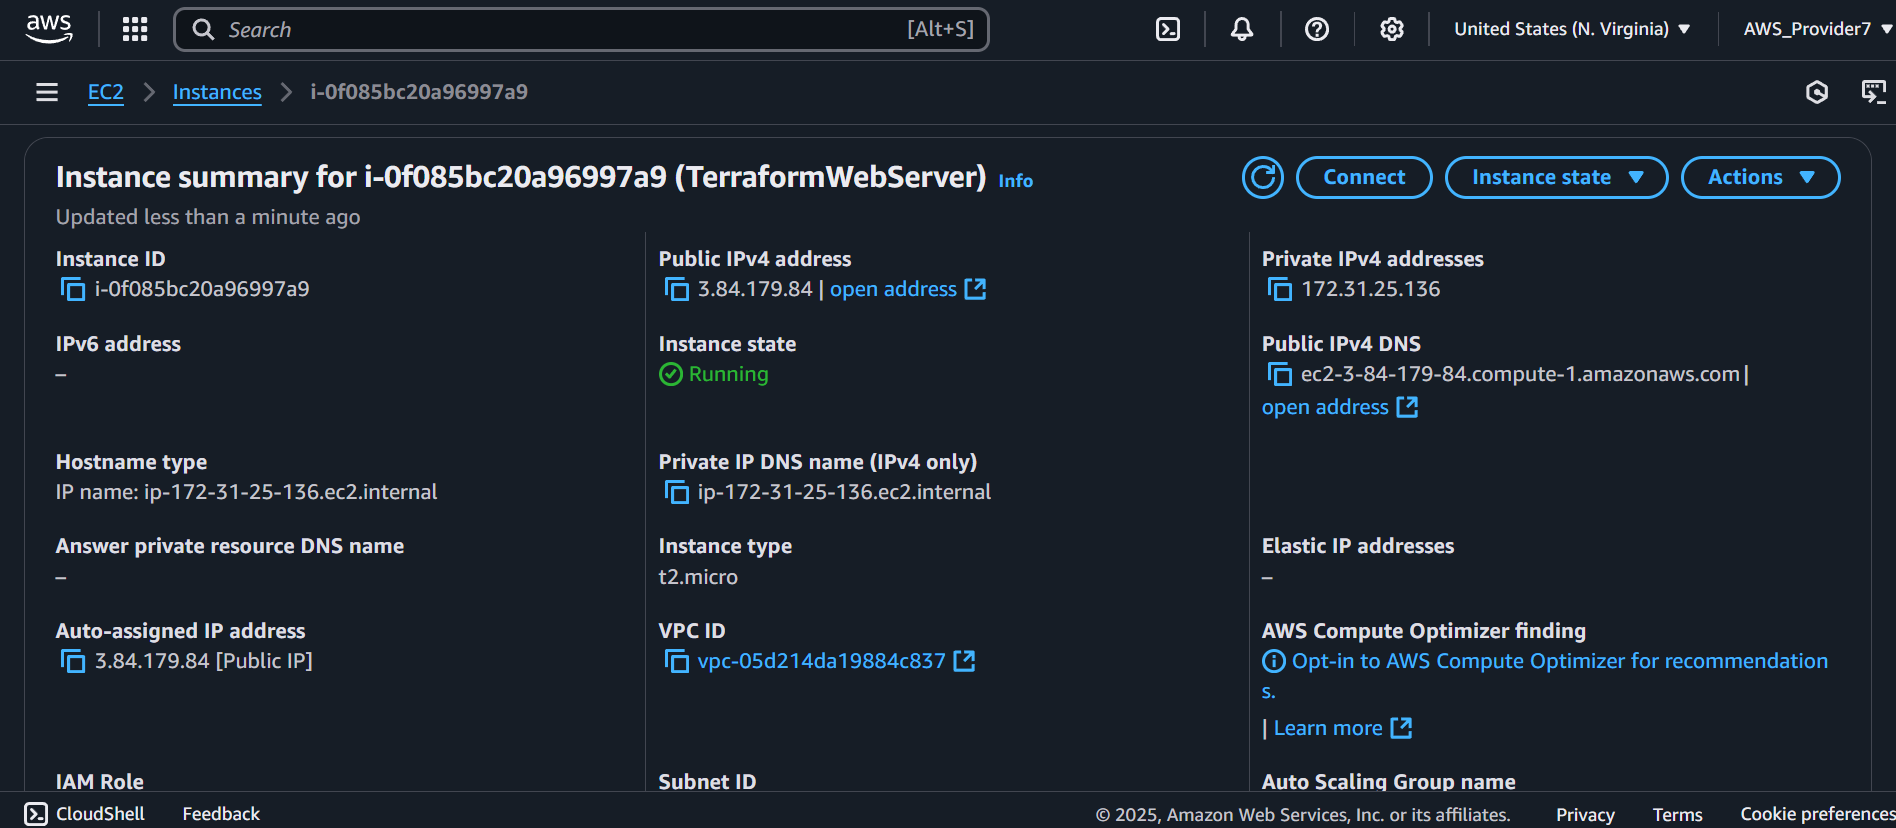 aws
Search [Alt+S]
United States (N. Virginia)
AWS_Provider7
EC2 Instances i-0f085bc20a96997a9
Instance summary for i-0f085bc20a96997a9 (TerraformWebServer) Info
Connect
Instance state
Actions
Updated less than a minute ago
Instance ID
i-0f085bc20a96997a9
Public IPv4 address
3.84.179.84 | open address
Private IPv4 addresses
172.31.25.136
IPv6 address
–
Instance state
Running
Public IPv4 DNS
ec2-3-84-179-84.compute-1.amazonaws.com |
open address
Hostname type
IP name: ip-172-31-25-136.ec2.internal
Private IP DNS name (IPv4 only)
ip-172-31-25-136.ec2.internal
Answer private resource DNS name
–
Instance type
t2.micro
Elastic IP addresses
–
Auto-assigned IP address
3.84.179.84 [Public IP]
VPC ID
vpc-05d214da19884c837
AWS Compute Optimizer finding
Opt-in to AWS Compute Optimizer for recommendation
s.
| Learn more
IAM Role
Subnet ID
Auto Scaling Group name
CloudShell
Feedback
© 2025, Amazon Web Services, Inc. or its affiliates.
Privacy
Terms
Cookie preferences